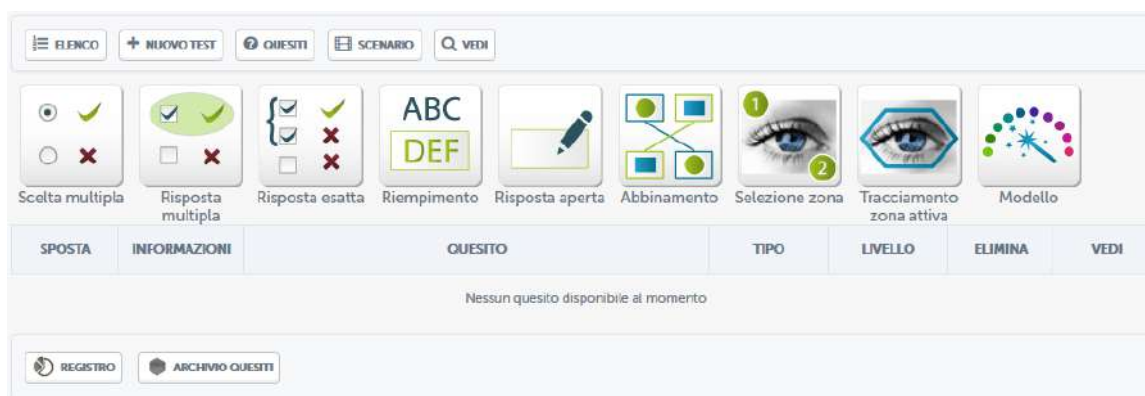 ELENCO NUOVO TEST QUESITI SCENARIO VEDI
ABC
DEF
1
2
Scelta multipla Risposta multipla Risposta esatta Riempimento Risposta aperta Abbinamento Selezione zona Tracciamento zona attiva Modello
SPOSTA INFORMAZIONI QUESITO TIPO LIVELLO ELIMINA VEDI
Nessun quesito disponibile al momento
REGISTRO ARCHIVIO QUESITI